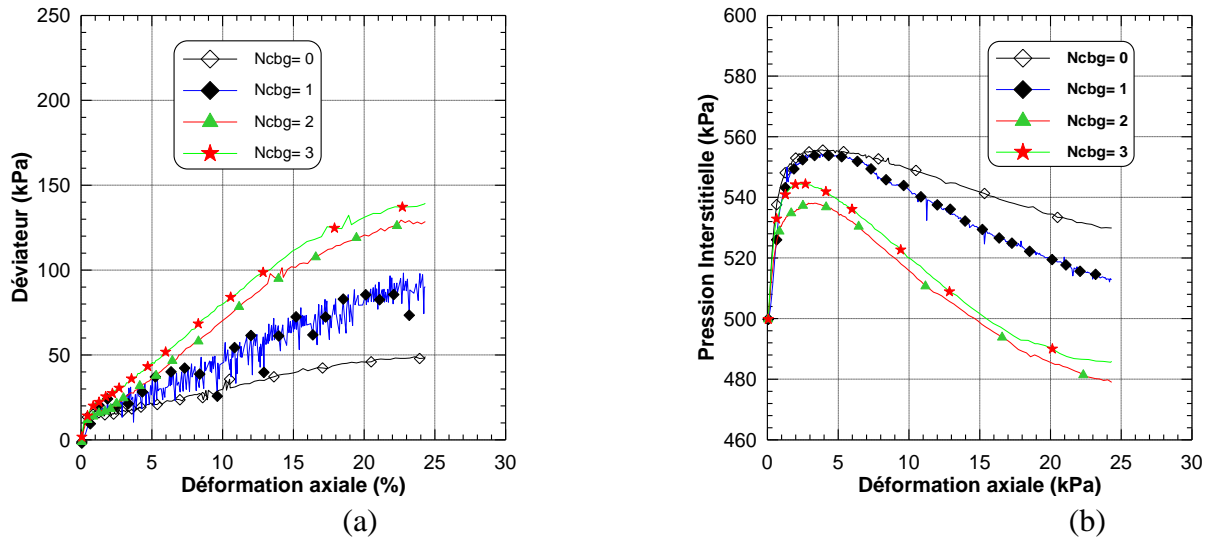 250
200
150
100
50
0
Déviateur (kPa)
Ncbg= 0
Ncbg= 1
Ncbg= 2
Ncbg= 3
0 5 10 15 20 25 30
Déformation axiale (%)
(a)
600
580
560
540
520
500
480
460
Pression Interstitielle (kPa)
Ncbg= 0
Ncbg= 1
Ncbg= 2
Ncbg= 3
0 5 10 15 20 25 30
Déformation axiale (kPa)
(b)